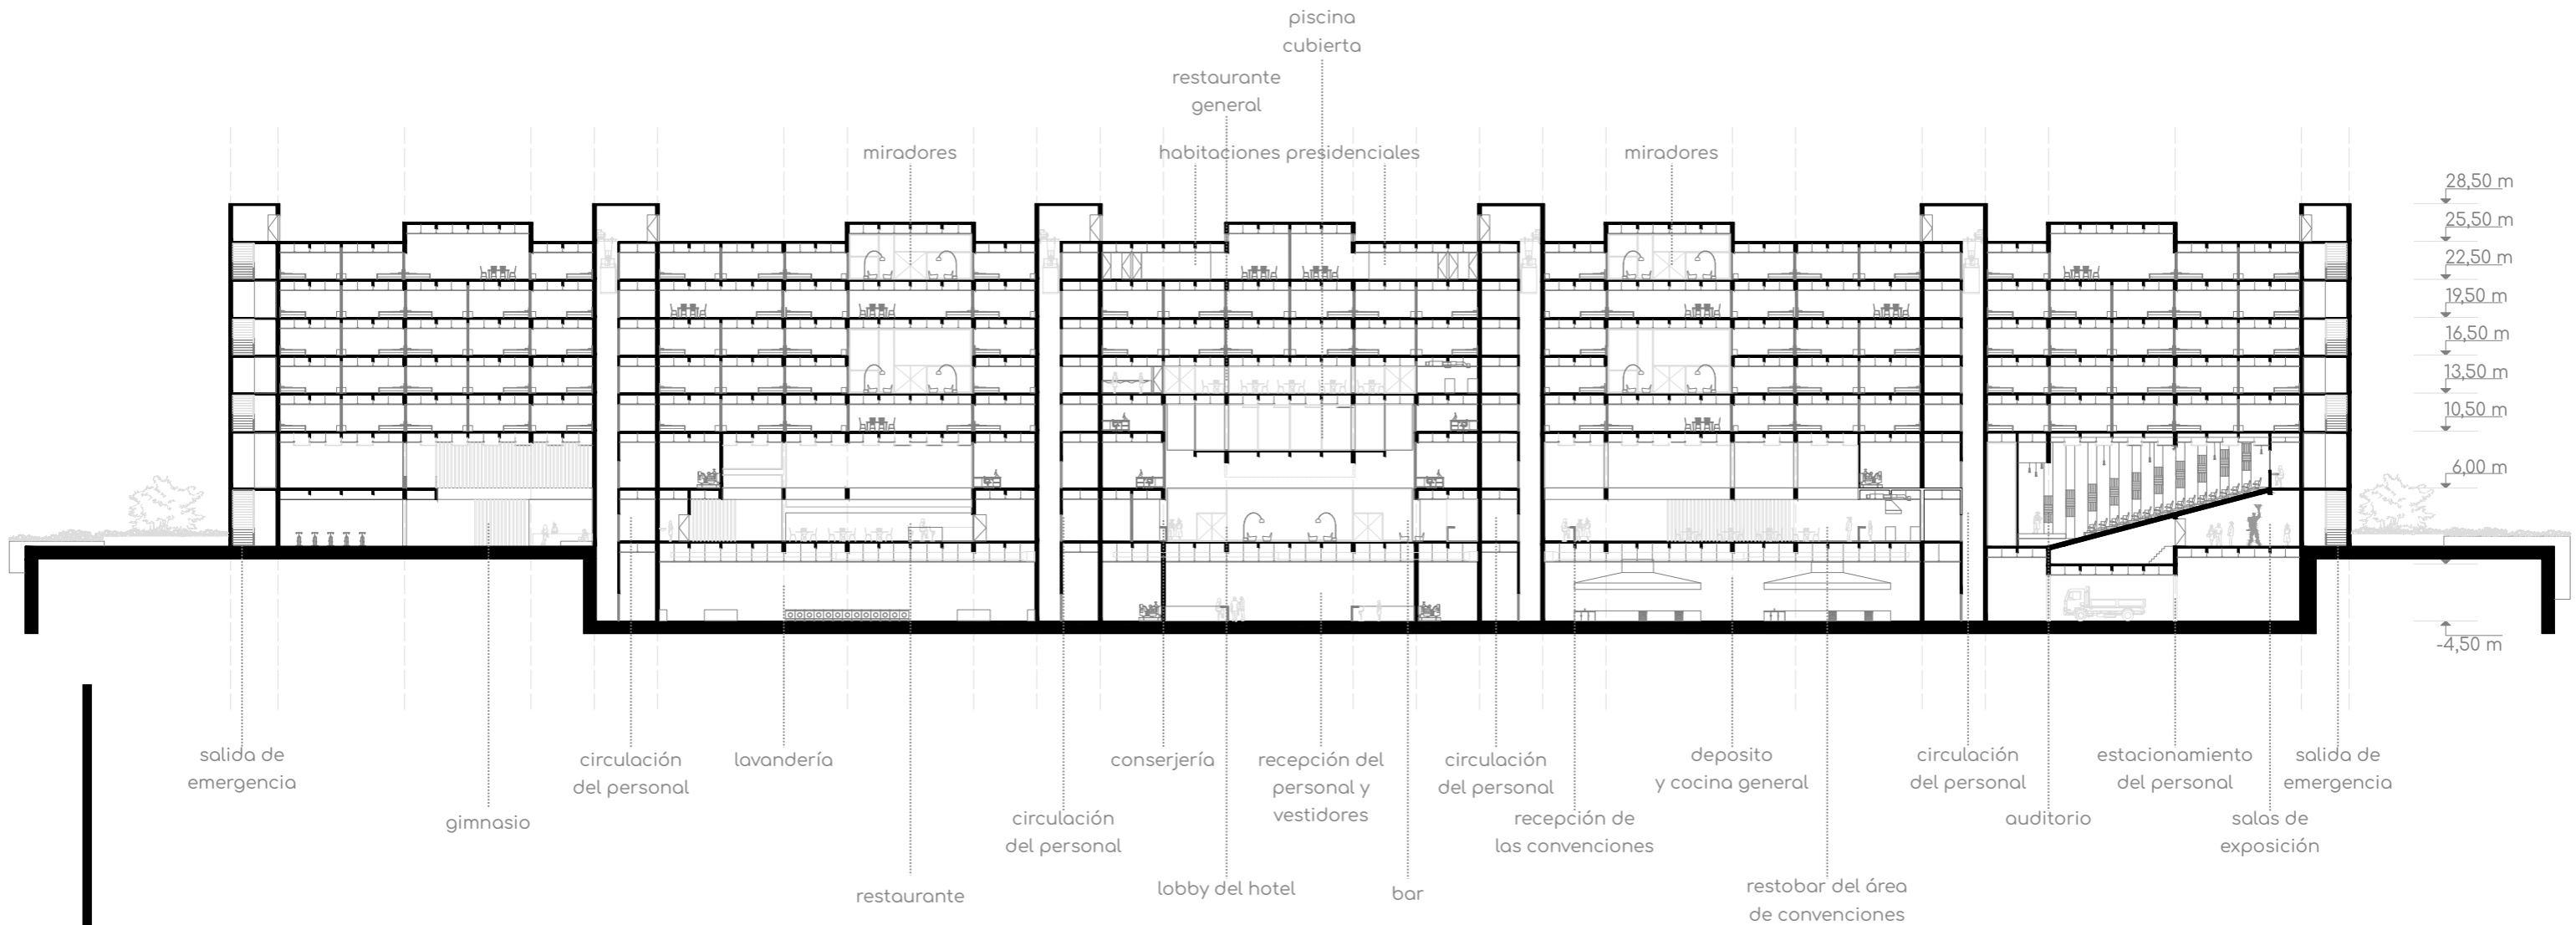 piscina
cubierta
restaurante
general
miradores
habitaciones presidenciales
miradores
28,50 m
25,50 m
22,50 m
19,50 m
16,50 m
13,50 m
10,50 m
6,00 m
-4,50 m
salida de
emergencia
gimnasio
circulación
del personal
lavandería
restaurante
circulación
del personal
conserjería
lobby del hotel
recepción del
personal y
vestidores
bar
circulación
del personal
recepción de
las convenciones
deposito
y cocina general
restobar del área
de convenciones
circulación
del personal
auditorio
estacionamiento
del personal
salas de
exposición
salida de
emergencia